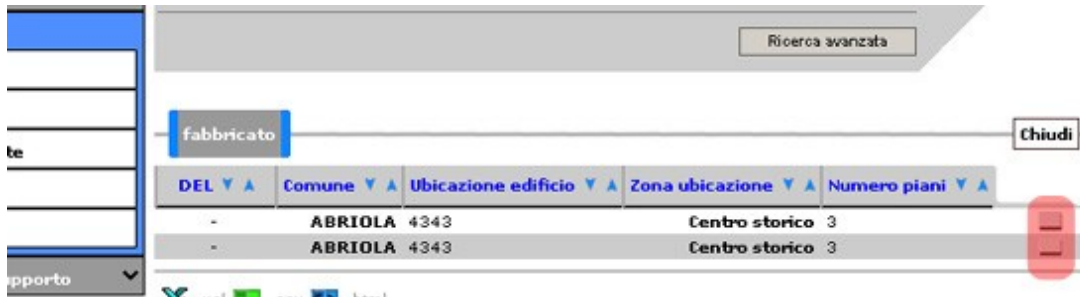 Ricerca avanzata
fabbricato
Chiudi
te
DEL Comune Ubicazione edificio Zona ubicazione Numero piani
- ABRIOLA 4343 Centro storico 3
- ABRIOLA 4343 Centro storico 3
pporto